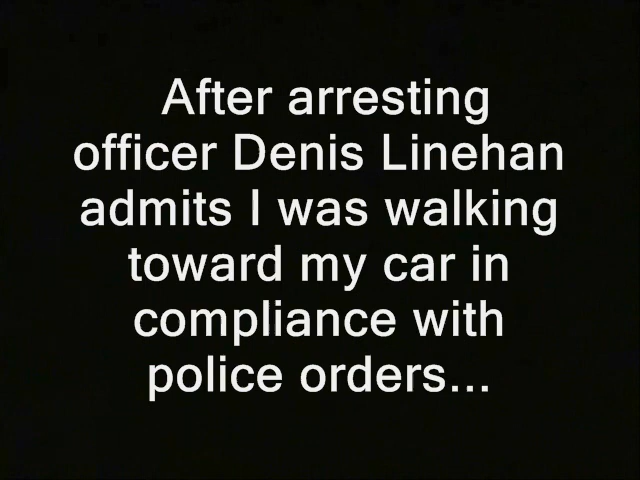 After arresting
officer Denis Linehan
admits I was walking
toward my car in
compliance with
police orders...